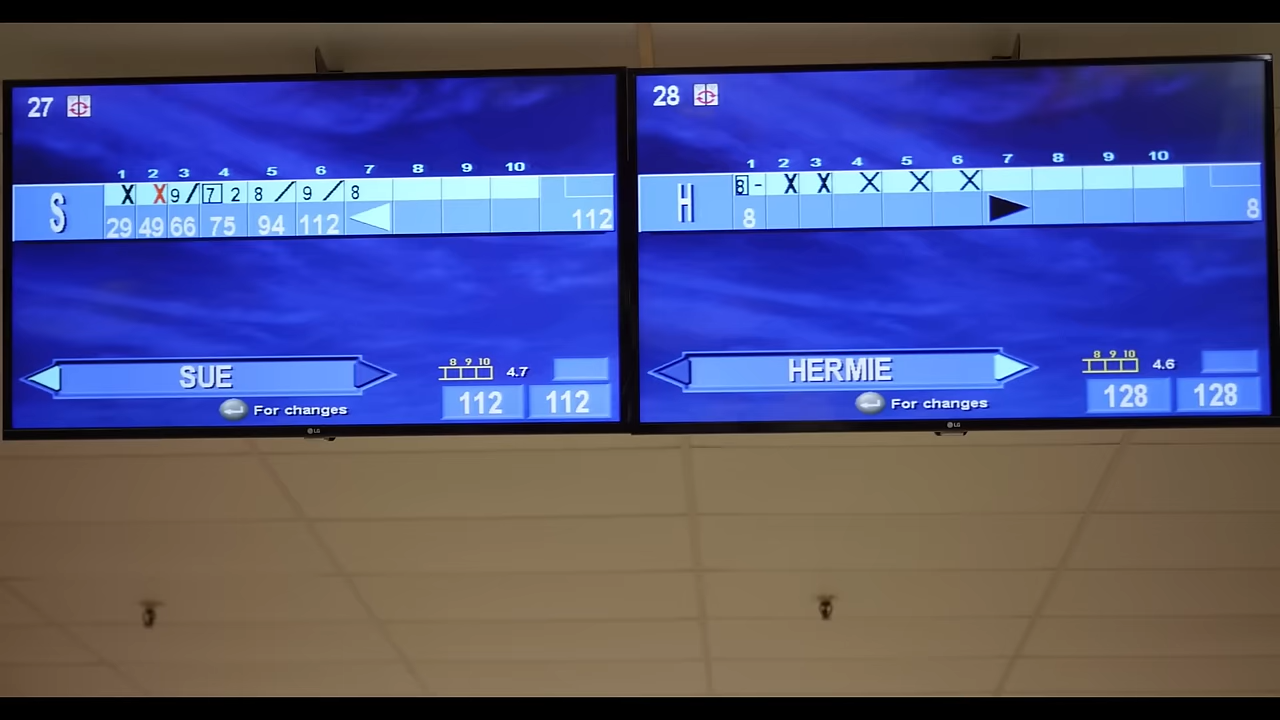 27
1 2 3 4 5 6 7 8 9 10
S X X 9 / 7 2 8 / 9 / 8
29 49 66 75 94 112 112
SUE
8 9 10
4.7
For changes
112 112
LG
28
1 2 3 4 5 6 7 8 9 10
H 8 - X X X X X
8 8
HERMIE
8 9 10
4.6
For changes
128 128
LG